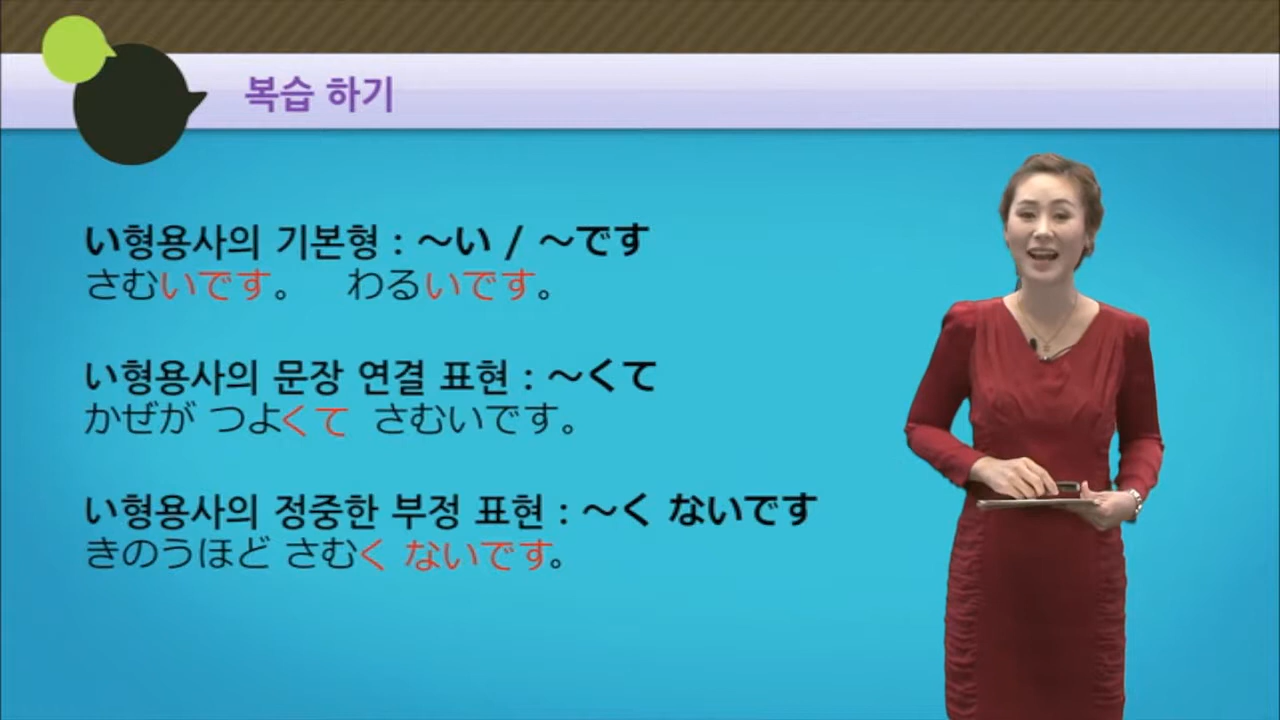 복습 하기
い형용사의 기본형 : ~い / ~です
さむいです。 わるいです。
い형용사의 문장 연결 표현 : ~くて
かぜが つよくて さむいです。
い형용사의 정중한 부정 표현 : ~く ないです
きのうほど さむく ないです。